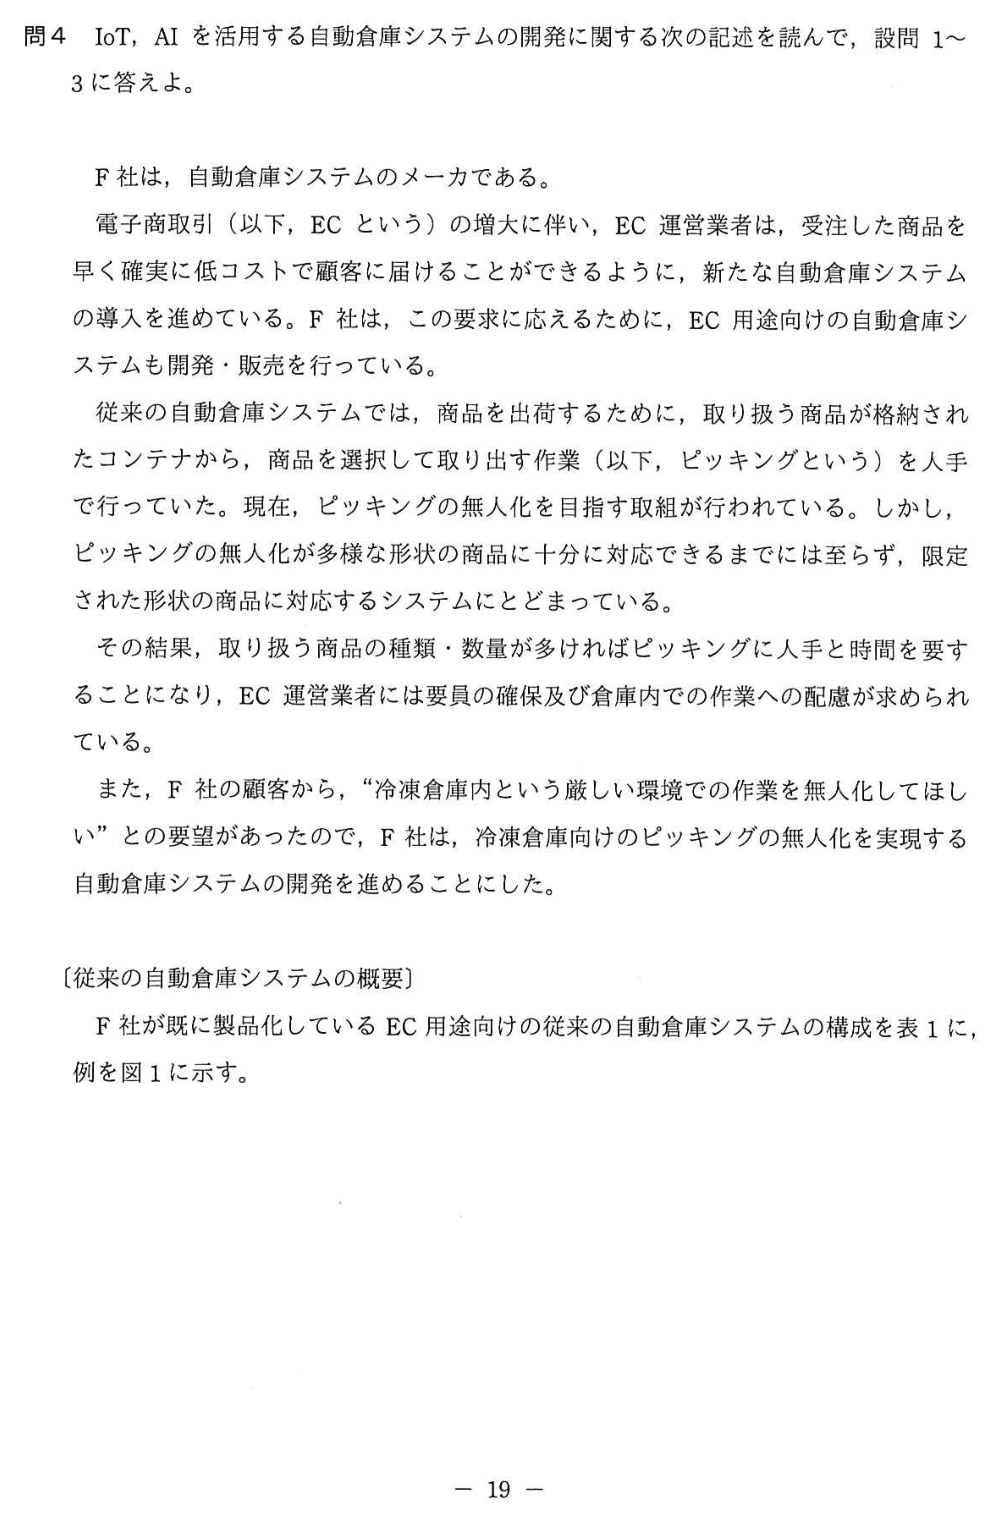 問4 IoT，AI を活用する自動倉庫システムの開発に関する次の記述を読んで，設問 1～
3 に答えよ。
F 社は，自動倉庫システムのメーカである。
電子商取引（以下，EC という）の増大に伴い，EC 運営業者は，受注した商品を
早く確実に低コストで顧客に届けることができるように，新たな自動倉庫システム
の導入を進めている。F 社は，この要求に応えるために，EC 用途向けの自動倉庫シ
ステムも開発・販売を行っている。
従来の自動倉庫システムでは，商品を出荷するために，取り扱う商品が格納され
たコンテナから，商品を選択して取り出す作業（以下，ピッキングという）を人手
で行っていた。現在，ピッキングの無人化を目指す取組が行われている。しかし，
ピッキングの無人化が多様な形状の商品に十分に対応できるまでには至らず，限定
された形状の商品に対応するシステムにとどまっている。
その結果，取り扱う商品の種類・数量が多ければピッキングに人手と時間を要す
ることになり，EC 運営業者には要員の確保及び倉庫内での作業への配慮が求められ
ている。
また，F 社の顧客から，“冷凍倉庫内という厳しい環境での作業を無人化してほし
い” との要望があったので，F 社は，冷凍倉庫向けのピッキングの無人化を実現する
自動倉庫システムの開発を進めることにした。
〔従来の自動倉庫システムの概要〕
F 社が既に製品化している EC 用途向けの従来の自動倉庫システムの構成を表 1 に，
例を図 1 に示す。
－ 19 －